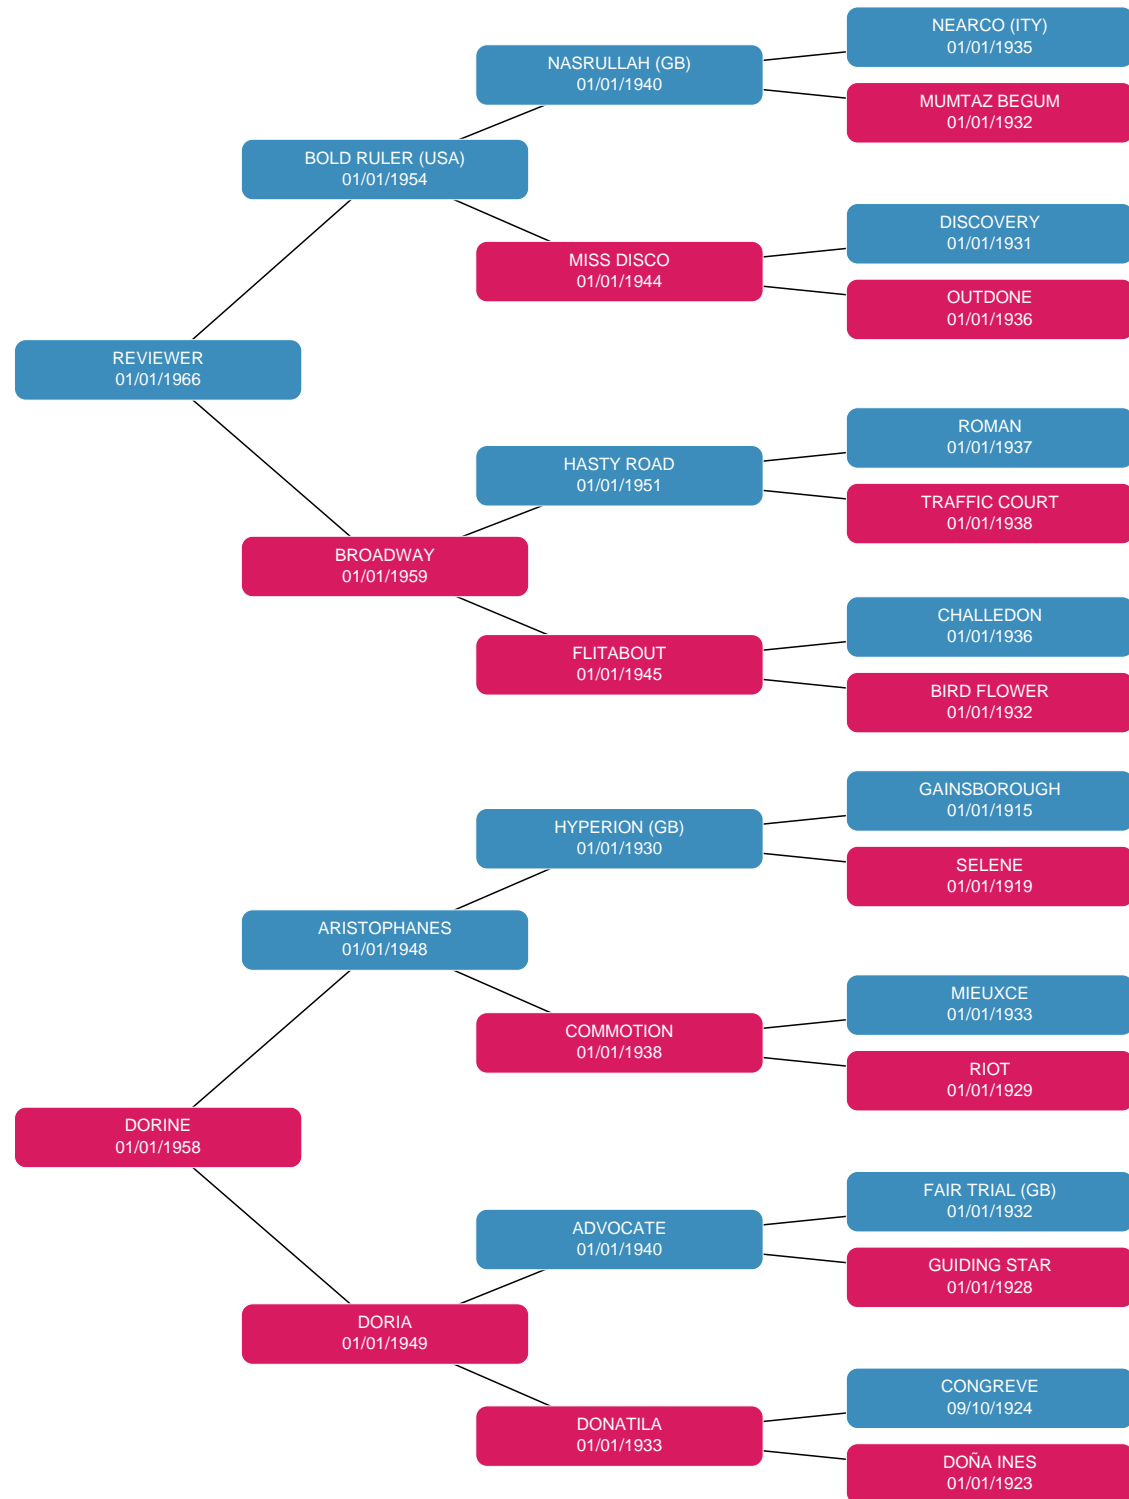 NEARCO (ITY)
01/01/1935
NASRULLAH (GB)
01/01/1940
MUMTAZ BEGUM
01/01/1932
BOLD RULER (USA)
01/01/1954
DISCOVERY
01/01/1931
MISS DISCO
01/01/1944
OUTDONE
01/01/1936
REVIEWER
01/01/1966
ROMAN
01/01/1937
HASTY ROAD
01/01/1951
TRAFFIC COURT
01/01/1938
BROADWAY
01/01/1959
CHALLEDON
01/01/1936
FLITABOUT
01/01/1945
BIRD FLOWER
01/01/1932
GAINSBOROUGH
01/01/1915
HYPERION (GB)
01/01/1930
SELENE
01/01/1919
ARISTOPHANES
01/01/1948
MIEUXCE
01/01/1933
COMMOTION
01/01/1938
RIOT
01/01/1929
DORINE
01/01/1958
FAIR TRIAL (GB)
01/01/1932
ADVOCATE
01/01/1940
GUIDING STAR
01/01/1928
DORIA
01/01/1949
CONGREVE
09/10/1924
DONATILA
01/01/1933
DOÑA INES
01/01/1923